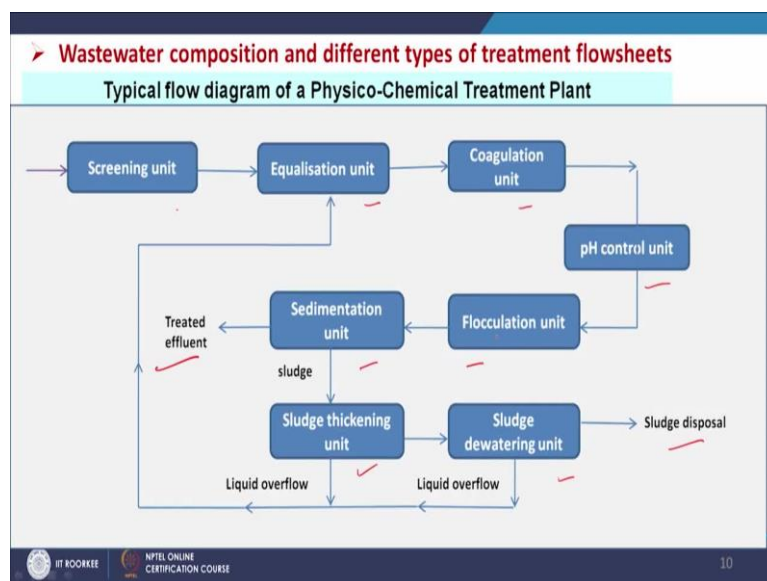 Wastewater composition and different types of treatment flowsheets
Typical flow diagram of a Physico-Chemical Treatment Plant
Screening unit
Equalisation unit
Coagulation
unit
pH control unit
Treated
effluent
Sedimentation
unit
Flocculation unit
sludge
Sludge thickening
unit
Sludge
dewatering unit
Sludge disposal
Liquid overflow
Liquid overflow
IIT ROORKEE
NPTEL ONLINE
CERTIFICATION COURSE
10